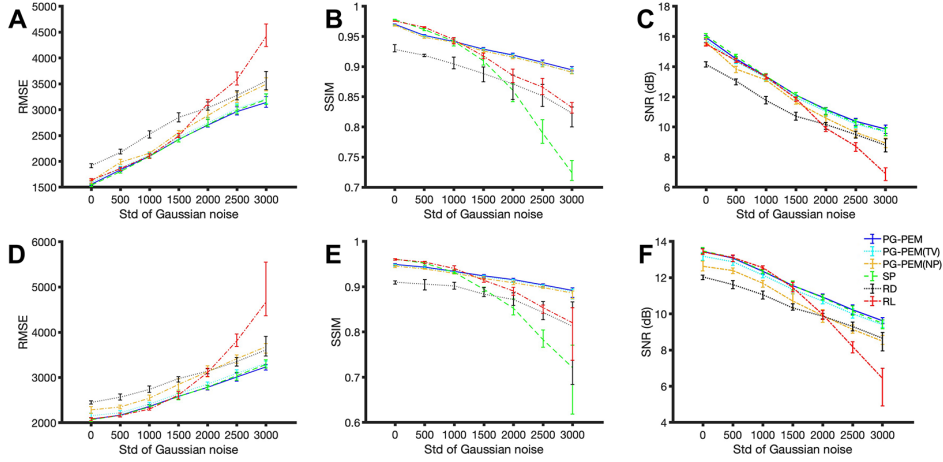 A
5000
4500
4000
3500
3000
2500
2000
1500
RMSE
0 500 1000 1500 2000 2500 3000
Std of Gaussian noise
B
1
0.95
0.9
0.85
0.8
0.75
0.7
SSIM
0 500 1000 1500 2000 2500 3000
Std of Gaussian noise
C
16
14
12
10
8
6
SNR (dB)
0 500 1000 1500 2000 2500 3000
Std of Gaussian noise
D
6000
5000
4000
3000
2000
RMSE
0 500 1000 1500 2000 2500 3000
Std of Gaussian noise
E
1
0.9
0.8
0.7
0.6
SSIM
0 500 1000 1500 2000 2500 3000
Std of Gaussian noise
F
14
12
10
8
6
4
SNR (dB)
0 500 1000 1500 2000 2500 3000
Std of Gaussian noise
PG-PEM
PG-PEM(TV)
PG-PEM(NP)
SP
RD
RL